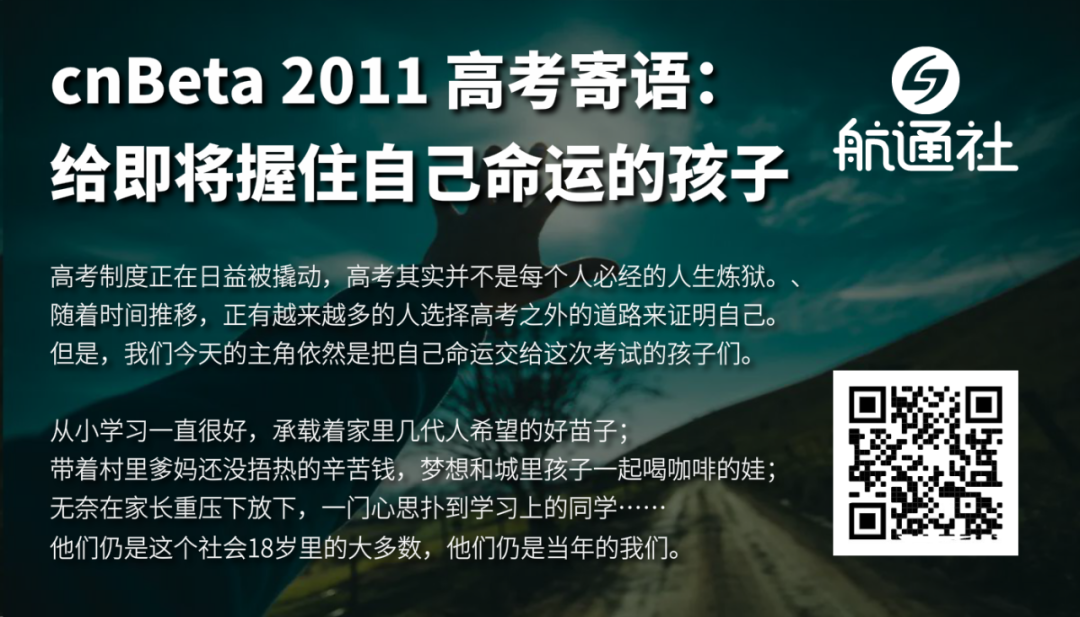 cnBeta 2011 高考寄语：
给即将握住自己命运的孩子
航通社
高考制度正在日益被撬动，高考其实并不是每个人必经的人生炼狱。、
随着时间推移，正有越来越多的人选择高考之外的道路来证明自己。
但是，我们今天的主角依然是把自己命运交给这次考试的孩子们。
从小学习一直很好，承载着家里几代人希望的好苗子；
带着村里爹妈还没捂热的辛苦钱，梦想和城里孩子一起喝咖啡的娃；
无奈在家长重压下放下，一门心思扑到学习上的同学……
他们仍是这个社会18岁里的大多数，他们仍是当年的我们。